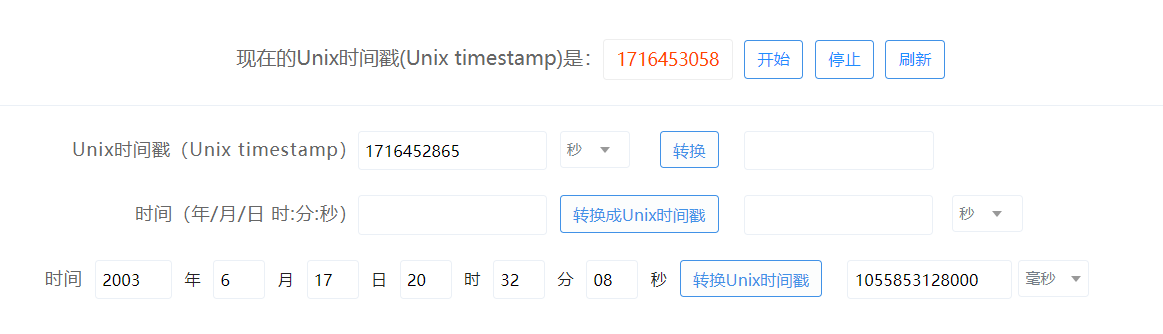 现在的Unix时间戳(Unix timestamp)是: 1716453058 开始 停止 刷新
Unix时间戳（Unix timestamp） 1716452865 秒 转换
时间（年/月/日 时:分:秒） 转换成Unix时间戳 秒
时间 2003 年 6 月 17 日 20 时 32 分 08 秒 转换Unix时间戳 1055853128000 毫秒